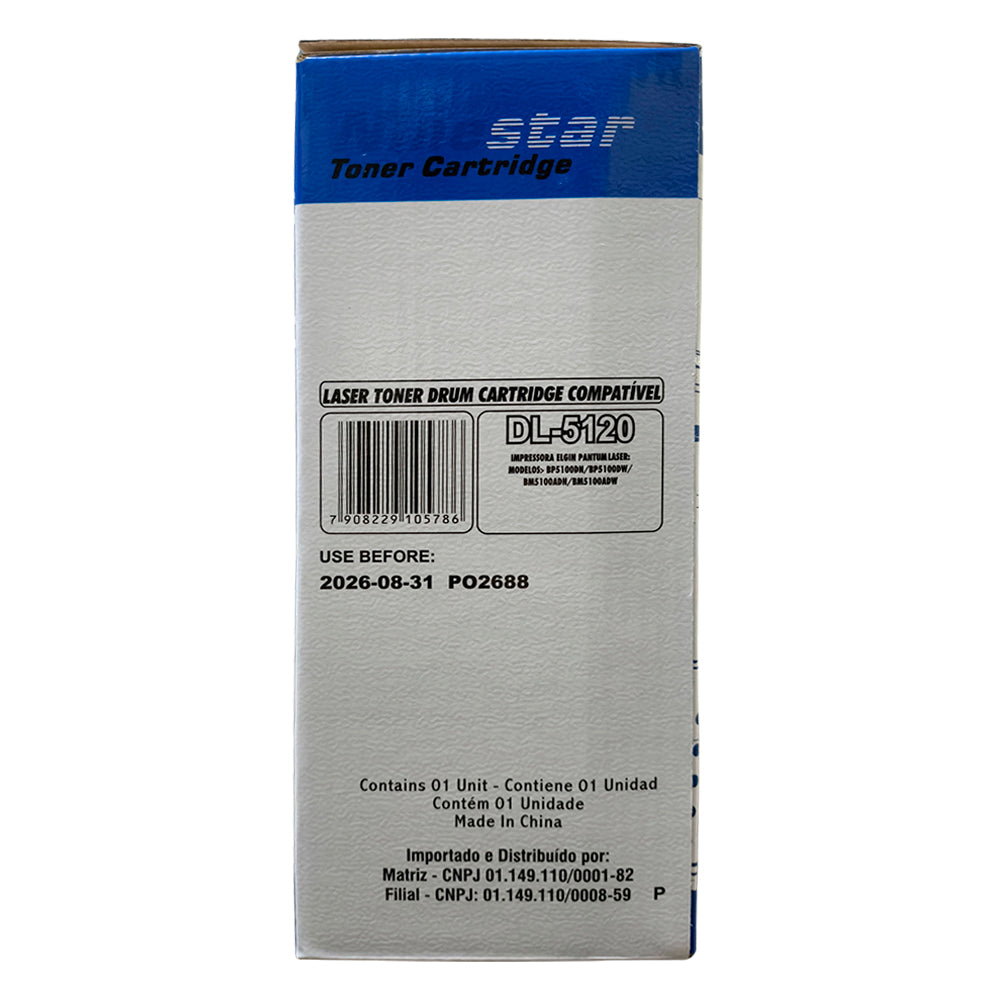 star
Toner Cartridge
LASER TONER DRUM CARTRIDGE COMPATÍVEL
DL-5120
IMPRESSORA ELGIN PANTUM LASER:
MODELOS:- BP5100DN/BP5100DW/
BM5100ADN/BM5100ADW
7 908229 105786
USE BEFORE:
2026-08-31 PO2688
Contains 01 Unit - Contiene 01 Unidad
Contém 01 Unidade
Made In China
Importado e Distribuído por:
Matriz - CNPJ 01.149.110/0001-82
Filial - CNPJ: 01.149.110/0008-59 P